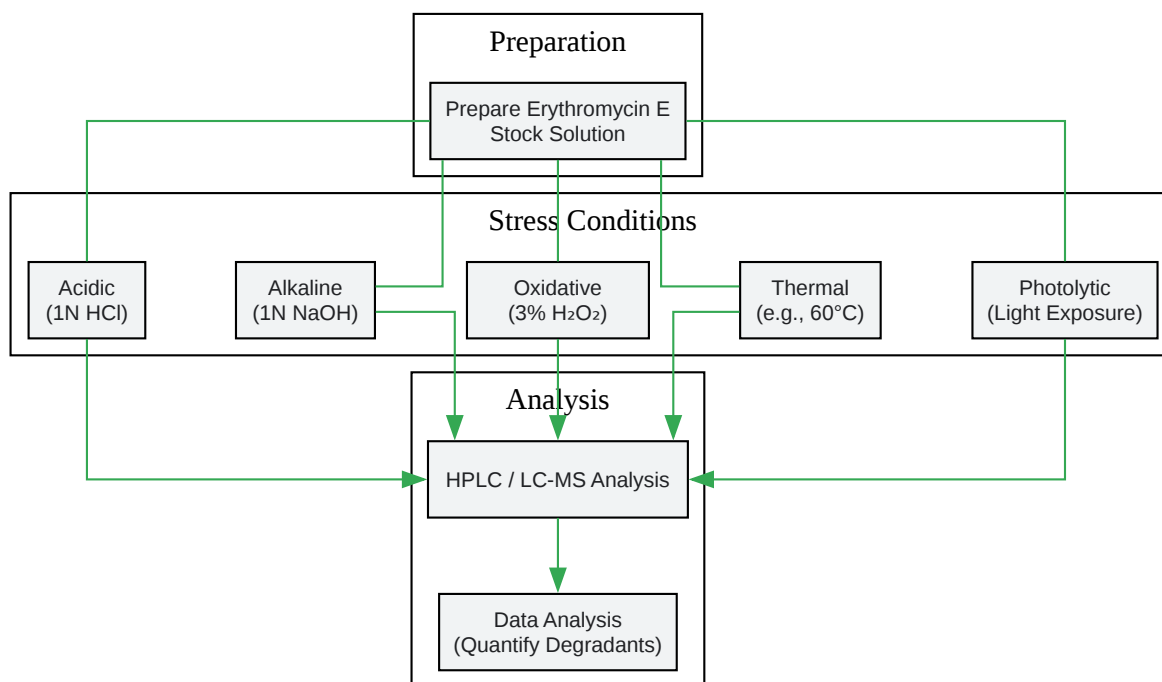 Preparation
Prepare Erythromycin E
Stock Solution
Stress Conditions
Acidic
(1N HCl)
Alkaline
(1N NaOH)
Oxidative
(3% H₂O₂)
Thermal
(e.g., 60°C)
Photolytic
(Light Exposure)
Analysis
HPLC / LC-MS Analysis
Data Analysis
(Quantify Degradants)